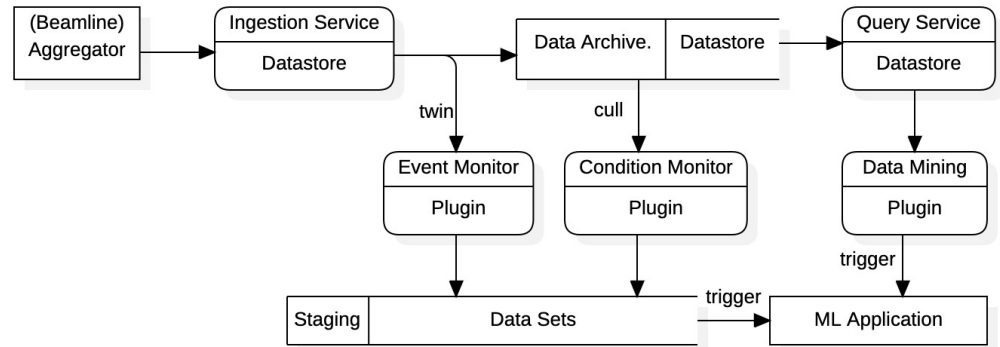 (Beamline)
Aggregator
Ingestion Service
Datastore
Data Archive.
Datastore
Query Service
Datastore
twin
cull
Event Monitor
Plugin
Condition Monitor
Plugin
Data Mining
Plugin
trigger
trigger
Staging
Data Sets
ML Application